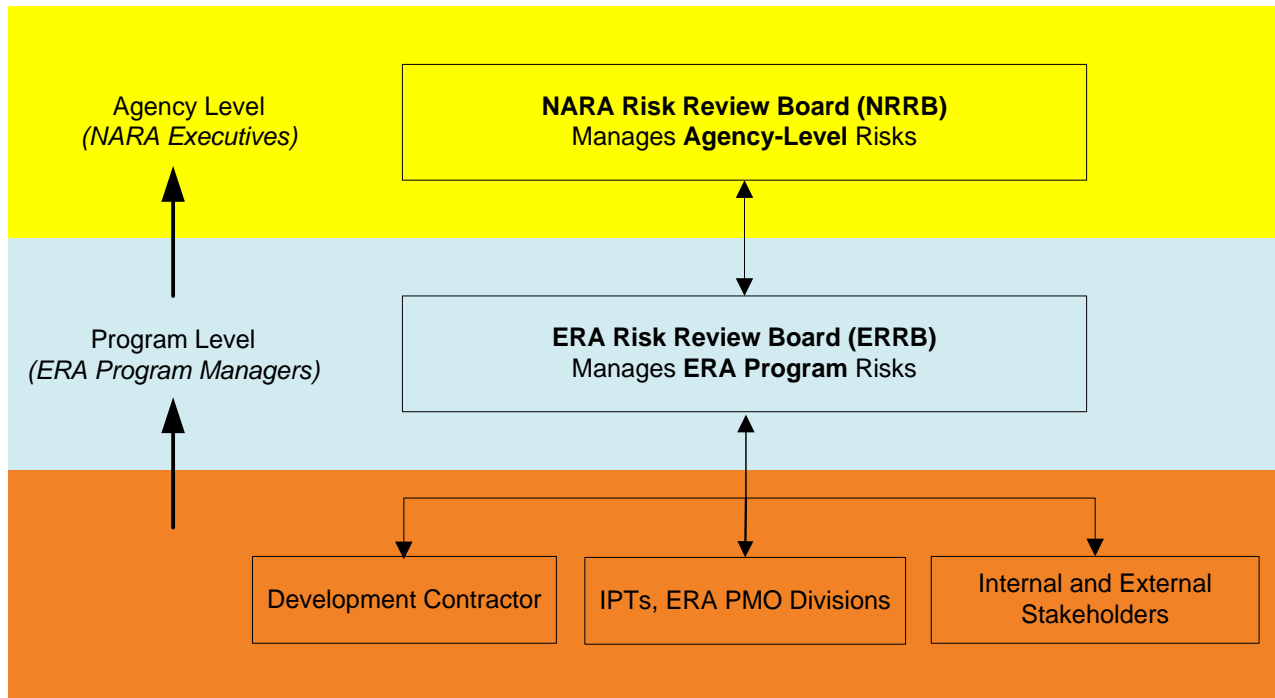 Agency Level
(NARA Executives)
NARA Risk Review Board (NRRB)
Manages Agency-Level Risks
Program Level
(ERA Program Managers)
ERA Risk Review Board (ERRB)
Manages ERA Program Risks
Development Contractor
IPTs, ERA PMO Divisions
Internal and External
Stakeholders